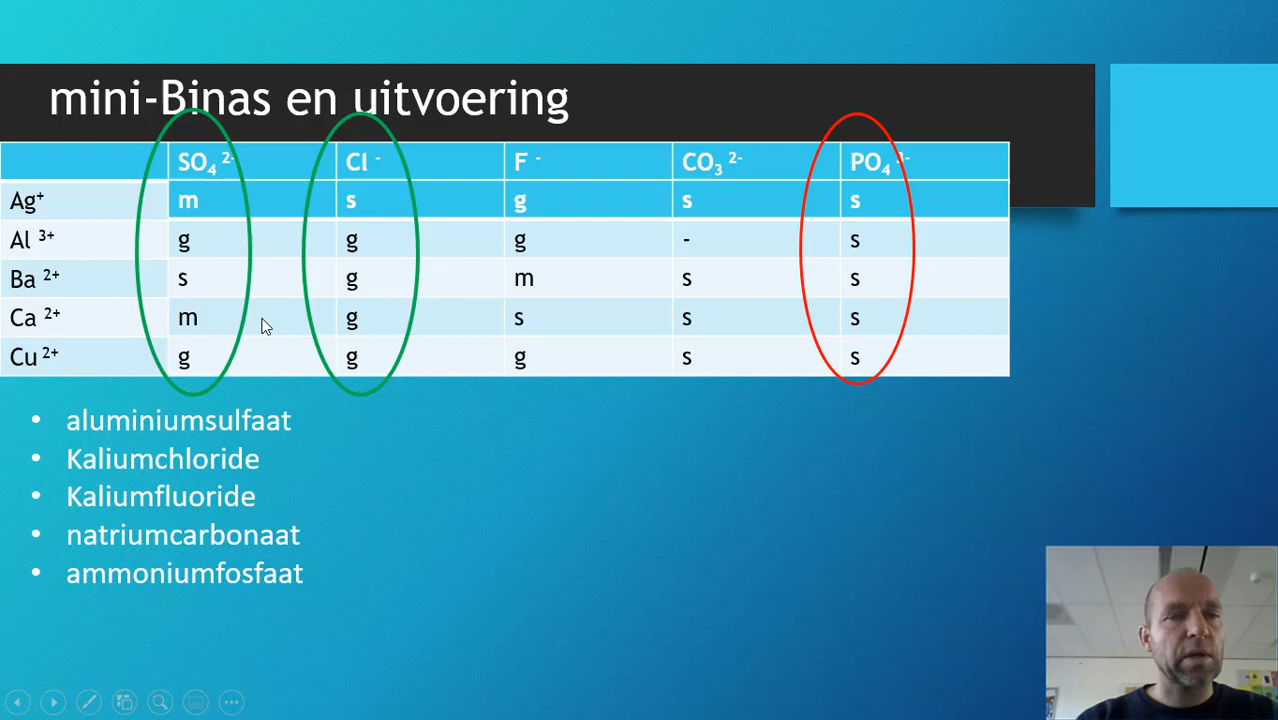 mini-Binas en uitvoering
SO₄ ²⁻ Cl ⁻ F ⁻ CO₃ ²⁻ PO₄ ³⁻
Ag⁺ m s g s s
Al ³⁺ g g g - s
Ba ²⁺ s g m s s
Ca ²⁺ m g s s s
Cu ²⁺ g g g s s
• aluminiumsulfaat
• Kaliumchloride
• Kaliumfluoride
• natriumcarbonaat
• ammoniumfosfaat